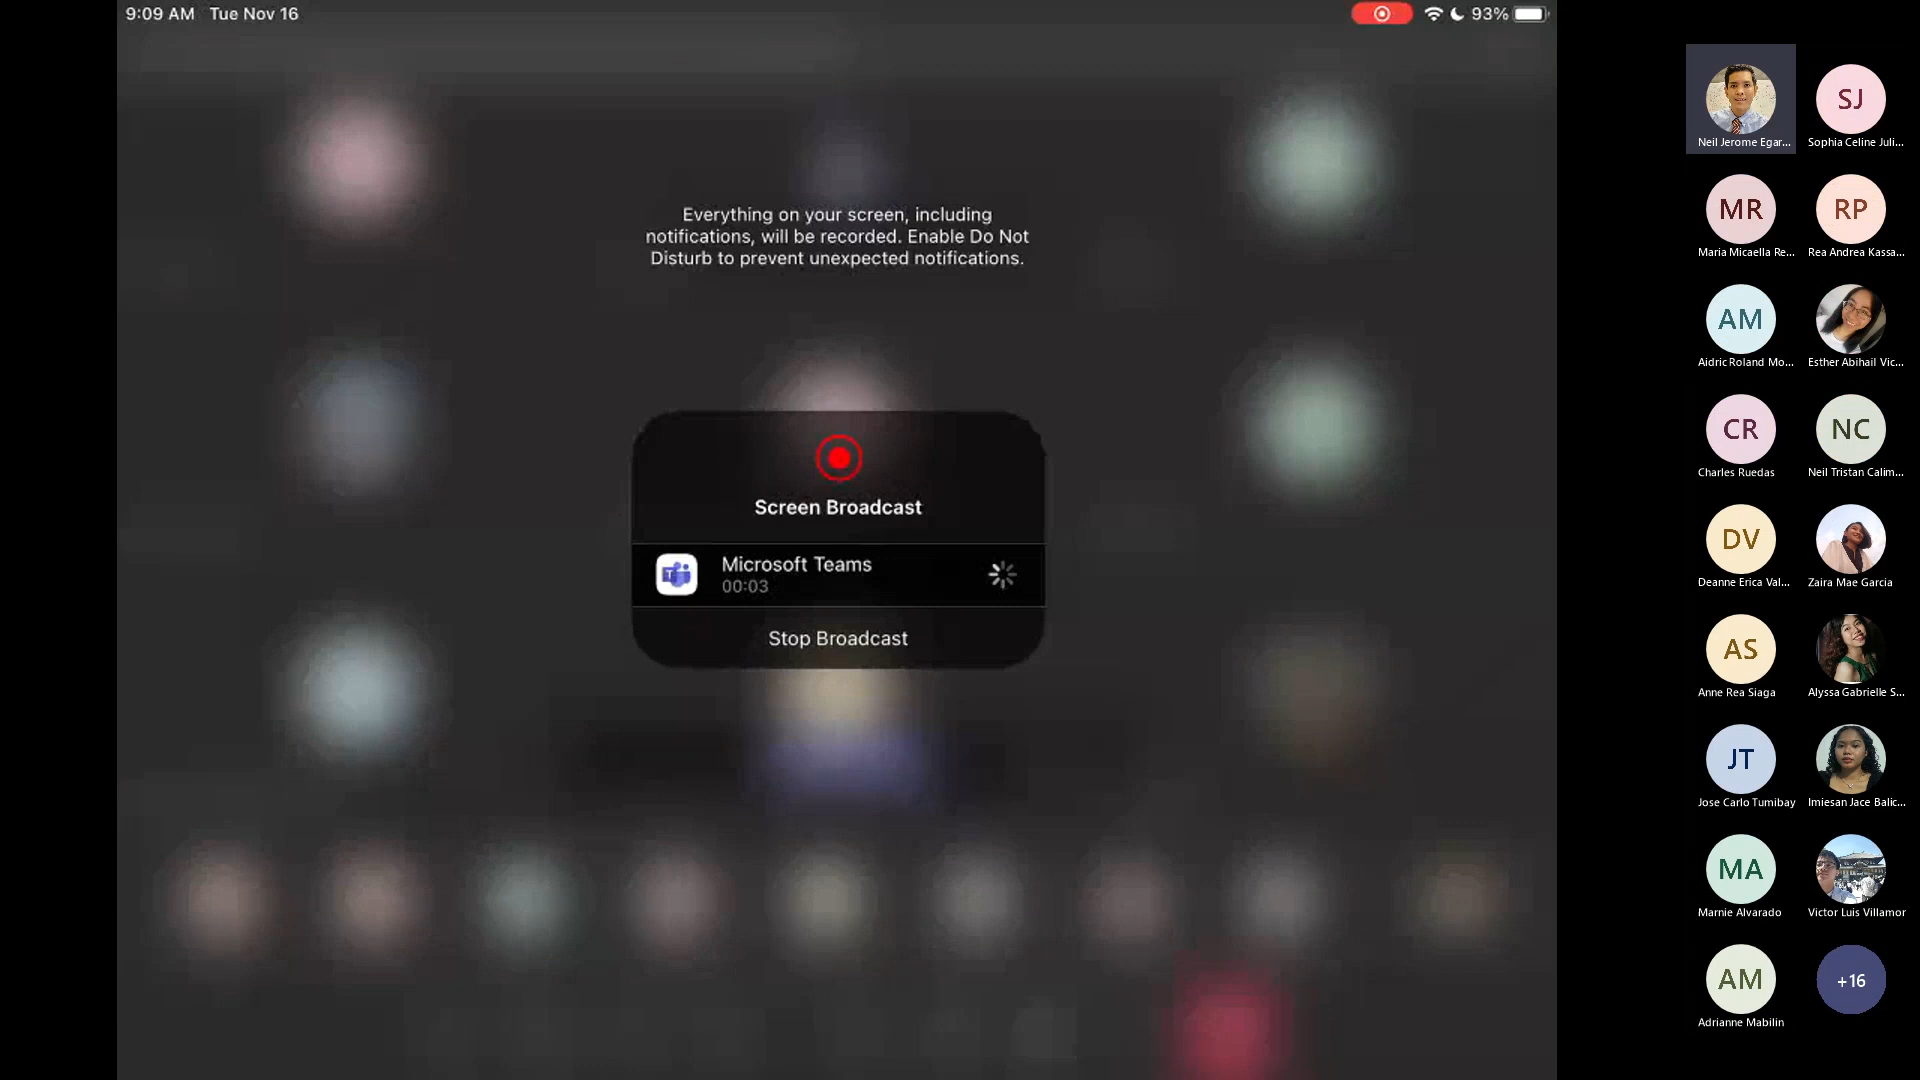 9:09 AM Tue Nov 16
93%
Everything on your screen, including
notifications, will be recorded. Enable Do Not
Disturb to prevent unexpected notifications.
Screen Broadcast
Microsoft Teams
00:03
Stop Broadcast
Neil Jerome Egar...
SJ
Sophia Celine Juli...
MR
Maria Micaella Re...
RP
Rea Andrea Kassa...
AM
Aidric Roland Mo...
Esther Abihail Vic...
CR
Charles Ruedas
NC
Neil Tristan Calim...
DV
Deanne Erica Val...
Zaira Mae Garcia
AS
Anne Rea Siaga
Alyssa Gabrielle S...
JT
Jose Carlo Tumibay
Imiesan Jace Balic...
MA
Marnie Alvarado
Victor Luis Villamor
AM
Adrianne Mabilin
+16